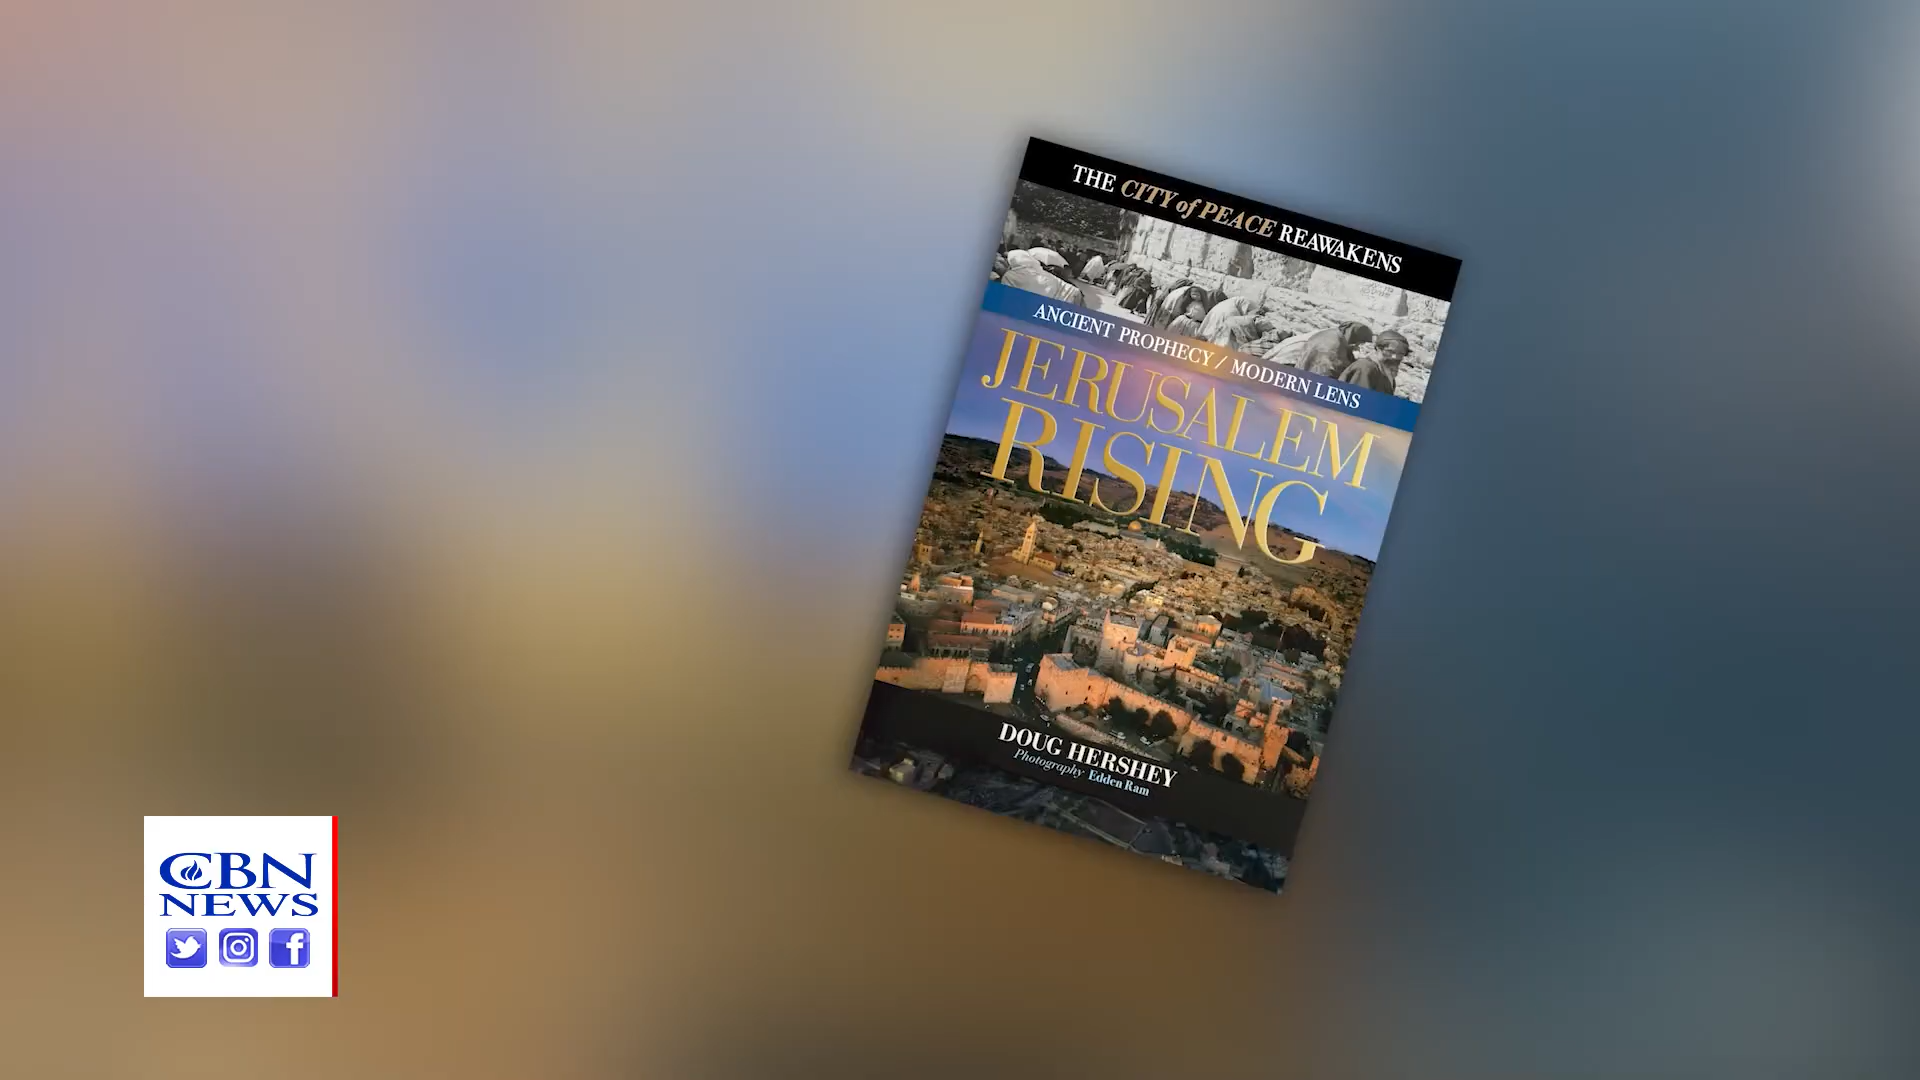 THE CITY of PEACE REAWAKENS
ANCIENT PROPHECY / MODERN LENS
JERUSALEM
RISING
DOUG HERSHEY
Photography Edden Ram
CBN
NEWS